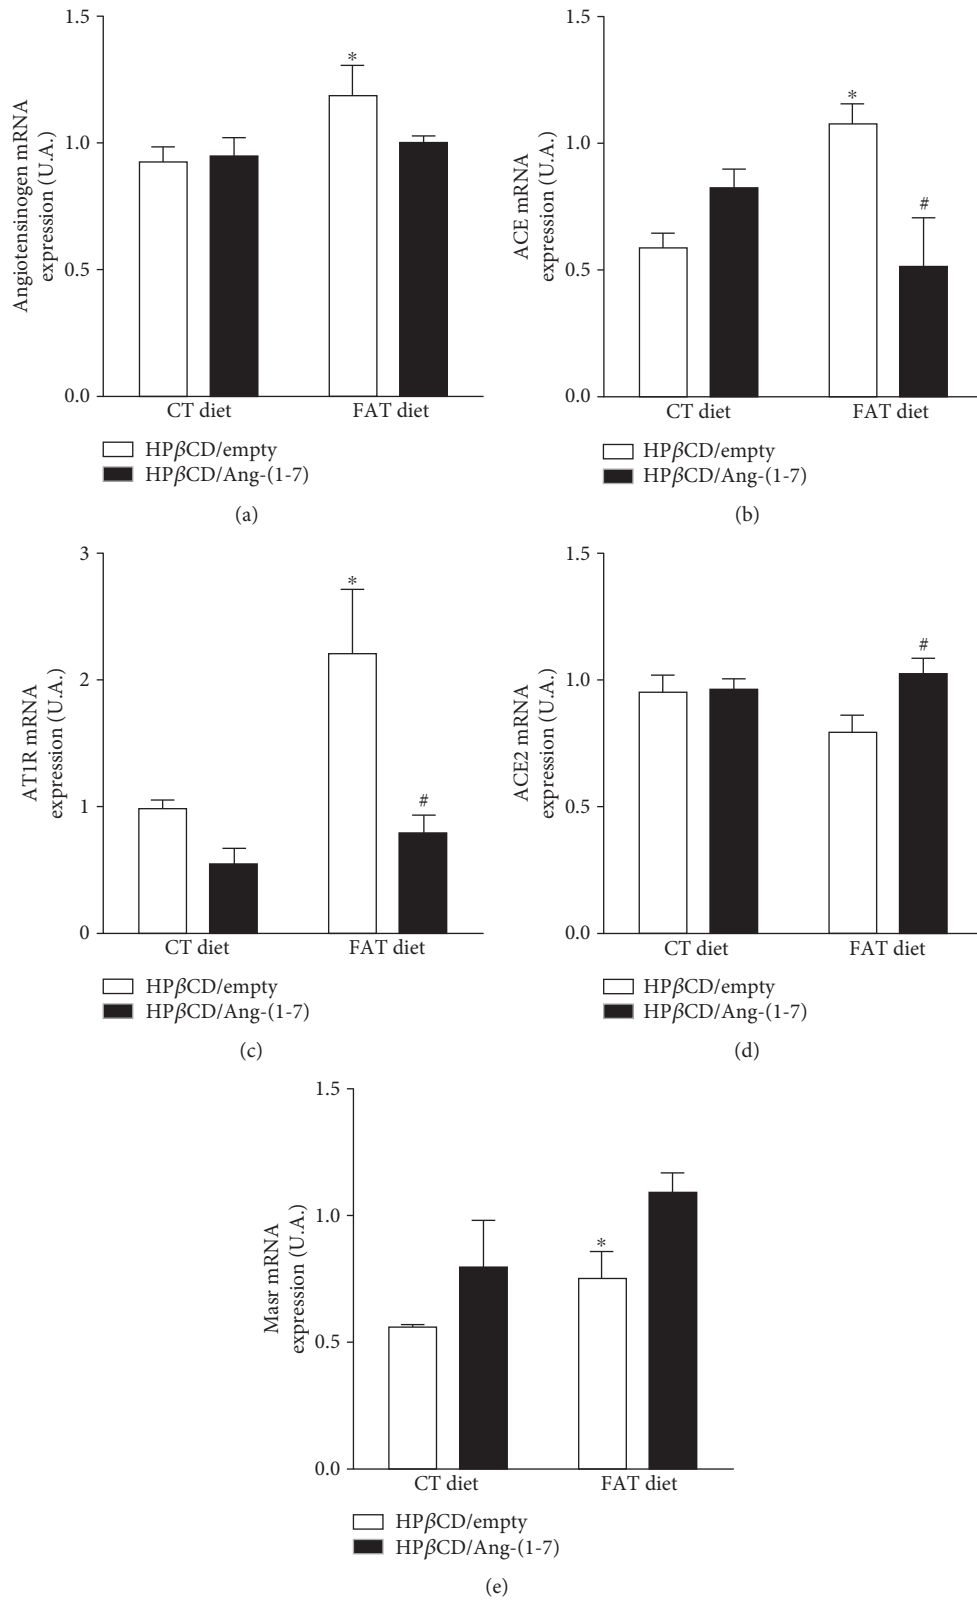 Angiotensinogen mRNA
expression (U.A.)
1.5
1.0
0.5
0.0
*
CT diet
FAT diet
HPβCD/empty
HPβCD/Ang-(1-7)
(a)
ACE mRNA
expression (U.A.)
1.5
1.0
0.5
0.0
*
#
CT diet
FAT diet
HPβCD/empty
HPβCD/Ang-(1-7)
(b)
AT1R mRNA
expression (U.A.)
3
2
1
0
*
#
CT diet
FAT diet
HPβCD/empty
HPβCD/Ang-(1-7)
(c)
ACE2 mRNA
expression (U.A.)
1.5
1.0
0.5
0.0
#
CT diet
FAT diet
HPβCD/empty
HPβCD/Ang-(1-7)
(d)
Masr mRNA
expression (U.A.)
1.5
1.0
0.5
0.0
*
CT diet
FAT diet
HPβCD/empty
HPβCD/Ang-(1-7)
(e)